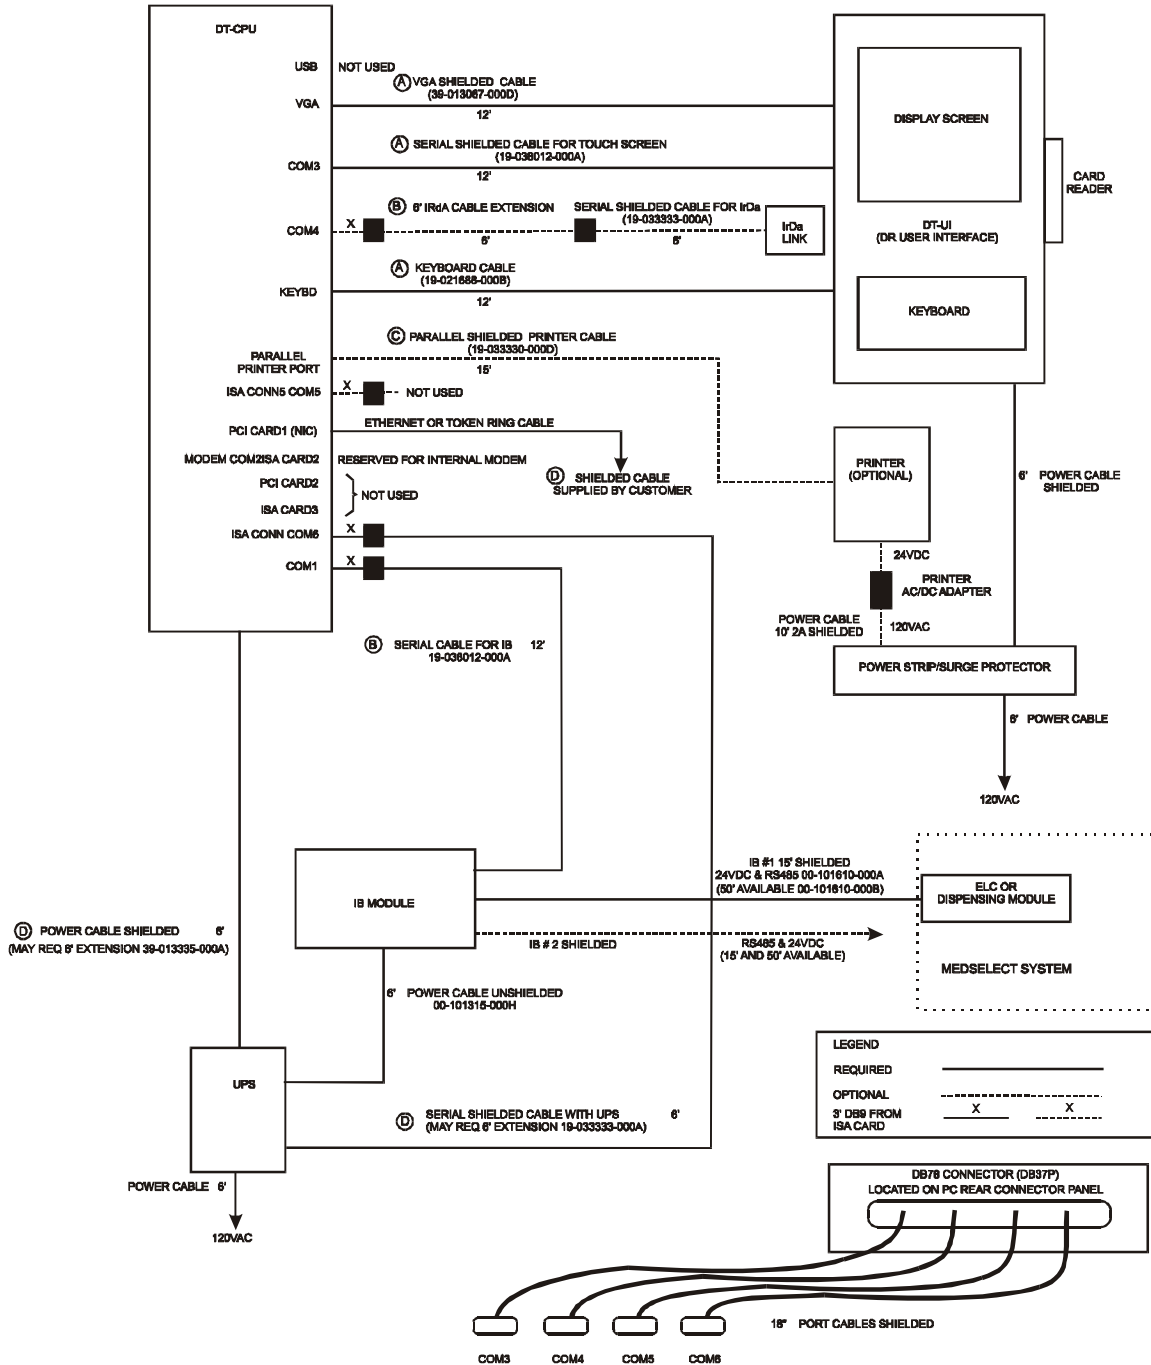 DT-CPU
USB NOT USED
A VGA SHIELDED CABLE
(39-013067-000D)
VGA
12'
A SERIAL SHIELDED CABLE FOR TOUCH SCREEN
(19-036012-000A)
COM3
12'
B 6' IRdA CABLE EXTENSION
SERIAL SHIELDED CABLE FOR IrDa
(19-033333-000A)
X
COM4
6'
6'
IrDa
LINK
A KEYBOARD CABLE
(19-021688-000B)
KEYBD
12'
DISPLAY SCREEN
DT-UI
(DR USER INTERFACE)
KEYBOARD
CARD
READER
C PARALLEL SHIELDED PRINTER CABLE
(19-033330-000D)
PARALLEL
PRINTER PORT
15'
ISA CONN5 COM5
X
NOT USED
ETHERNET OR TOKEN RING CABLE
PCI CARD1 (NIC)
MODEM COM2ISA CARD2 RESERVED FOR INTERNAL MODEM
D SHIELDED CABLE
SUPPLIED BY CUSTOMER
PCI CARD2
NOT USED
ISA CARD3
ISA CONN COM6
X
COM1
X
PRINTER
(OPTIONAL)
6' POWER CABLE
SHIELDED
24VDC
PRINTER
AC/DC ADAPTER
POWER CABLE
10' 2A SHIELDED
120VAC
POWER STRIP/SURGE PROTECTOR
6' POWER CABLE
120VAC
B SERIAL CABLE FOR IB 12'
19-036012-000A
IB MODULE
IB #1 15' SHIELDED
24VDC & RS485 00-101610-000A
(50' AVAILABLE 00-101610-000B)
ELC OR
DISPENSING MODULE
IB # 2 SHIELDED
RS485 & 24VDC
(15' AND 50' AVAILABLE)
MEDSELECT SYSTEM
D POWER CABLE SHIELDED 6'
(MAY REQ 6' EXTENSION 39-013335-000A)
6' POWER CABLE UNSHIELDED
00-101315-000H
UPS
D SERIAL SHIELDED CABLE WITH UPS 6'
(MAY REQ 6' EXTENSION 19-033333-000A)
POWER CABLE 6'
120VAC
LEGEND
REQUIRED
OPTIONAL
3' DB9 FROM
ISA CARD
X X
DB78 CONNECTOR (DB37P)
LOCATED ON PC REAR CONNECTOR PANEL
18" PORT CABLES SHIELDED
COM3 COM4 COM5 COM6